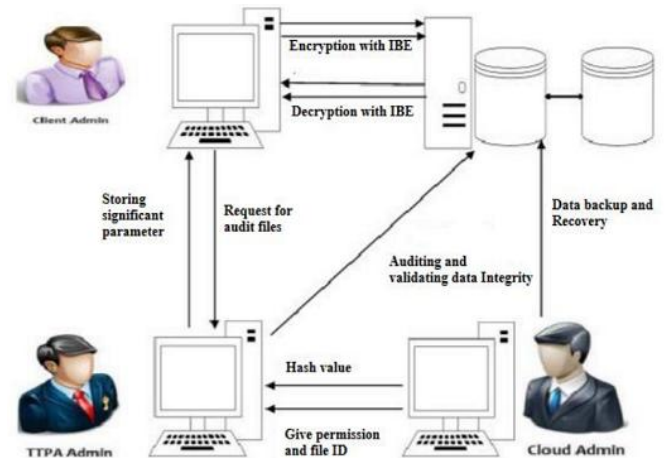 Encryption with IBE
Client Admin
Decryption with IBE
Storing
significant
parameter
Request for
audit files
Data backup and
Recovery
Auditing and
validating data Integrity
Hash value
Give permission
and file ID
TTPA Admin
Cloud Admin